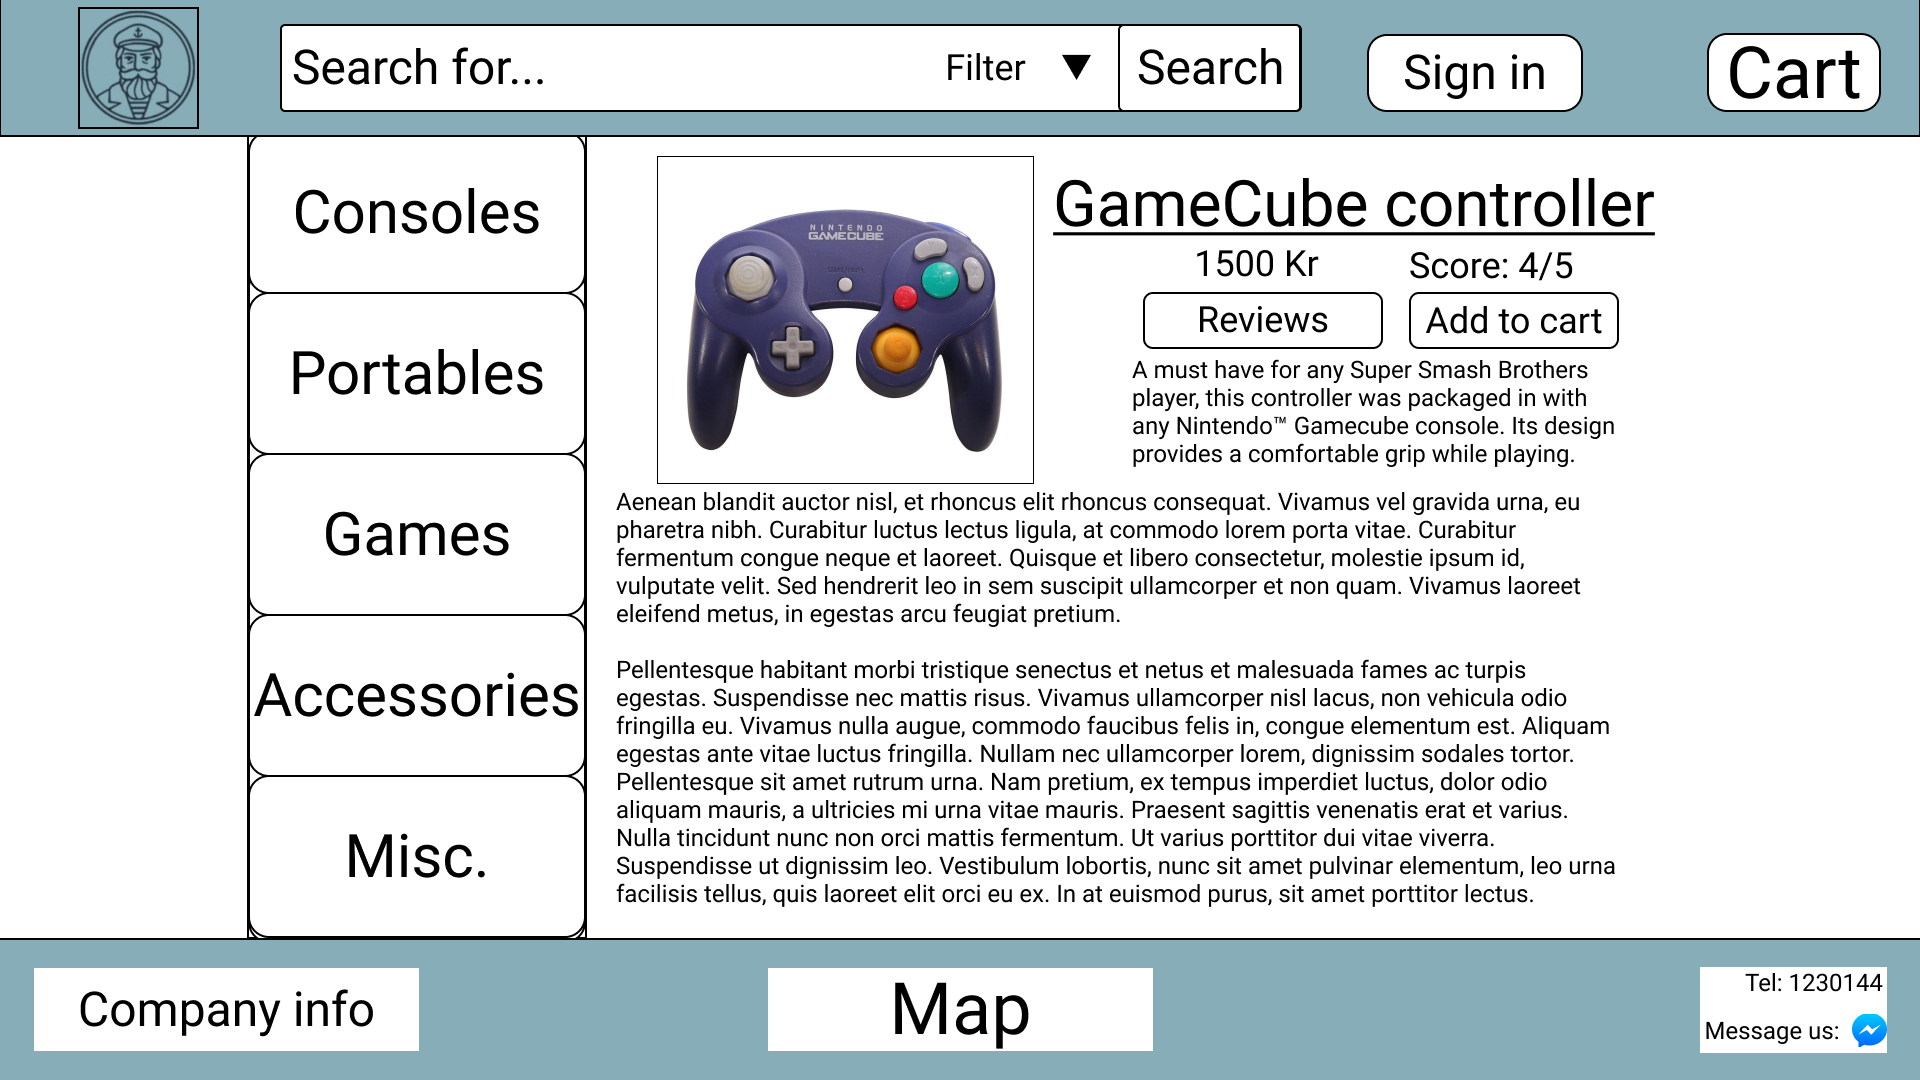 Search for...
Filter ▼
Search
Sign in
Cart
Consoles
Portables
Games
Accessories
Misc.
NINTENDO
GAMECUBE
GameCube controller
1500 Kr
Score: 4/5
Reviews
Add to cart
A must have for any Super Smash Brothers
player, this controller was packaged in with
any Nintendo™ Gamecube console. Its design
provides a comfortable grip while playing.
Aenean blandit auctor nisl, et rhoncus elit rhoncus consequat. Vivamus vel gravida urna, eu
pharetra nibh. Curabitur luctus lectus ligula, at commodo lorem porta vitae. Curabitur
fermentum congue neque et laoreet. Quisque et libero consectetur, molestie ipsum id,
vulputate velit. Sed hendrerit leo in sem suscipit ullamcorper et non quam. Vivamus laoreet
eleifend metus, in egestas arcu feugiat pretium.
Pellentesque habitant morbi tristique senectus et netus et malesuada fames ac turpis
egestas. Suspendisse nec mattis risus. Vivamus ullamcorper nisl lacus, non vehicula odio
fringilla eu. Vivamus nulla augue, commodo faucibus felis in, congue elementum est. Aliquam
egestas ante vitae luctus fringilla. Nullam nec ullamcorper lorem, dignissim sodales tortor.
Pellentesque sit amet rutrum urna. Nam pretium, ex tempus imperdiet luctus, dolor odio
aliquam mauris, a ultricies mi urna vitae mauris. Praesent sagittis venenatis erat et varius.
Nulla tincidunt nunc non orci mattis fermentum. Ut varius porttitor dui vitae viverra.
Suspendisse ut dignissim leo. Vestibulum lobortis, nunc sit amet pulvinar elementum, leo urna
facilisis tellus, quis laoreet elit orci eu ex. In at euismod purus, sit amet porttitor lectus.
Company info
Map
Tel: 1230144
Message us: